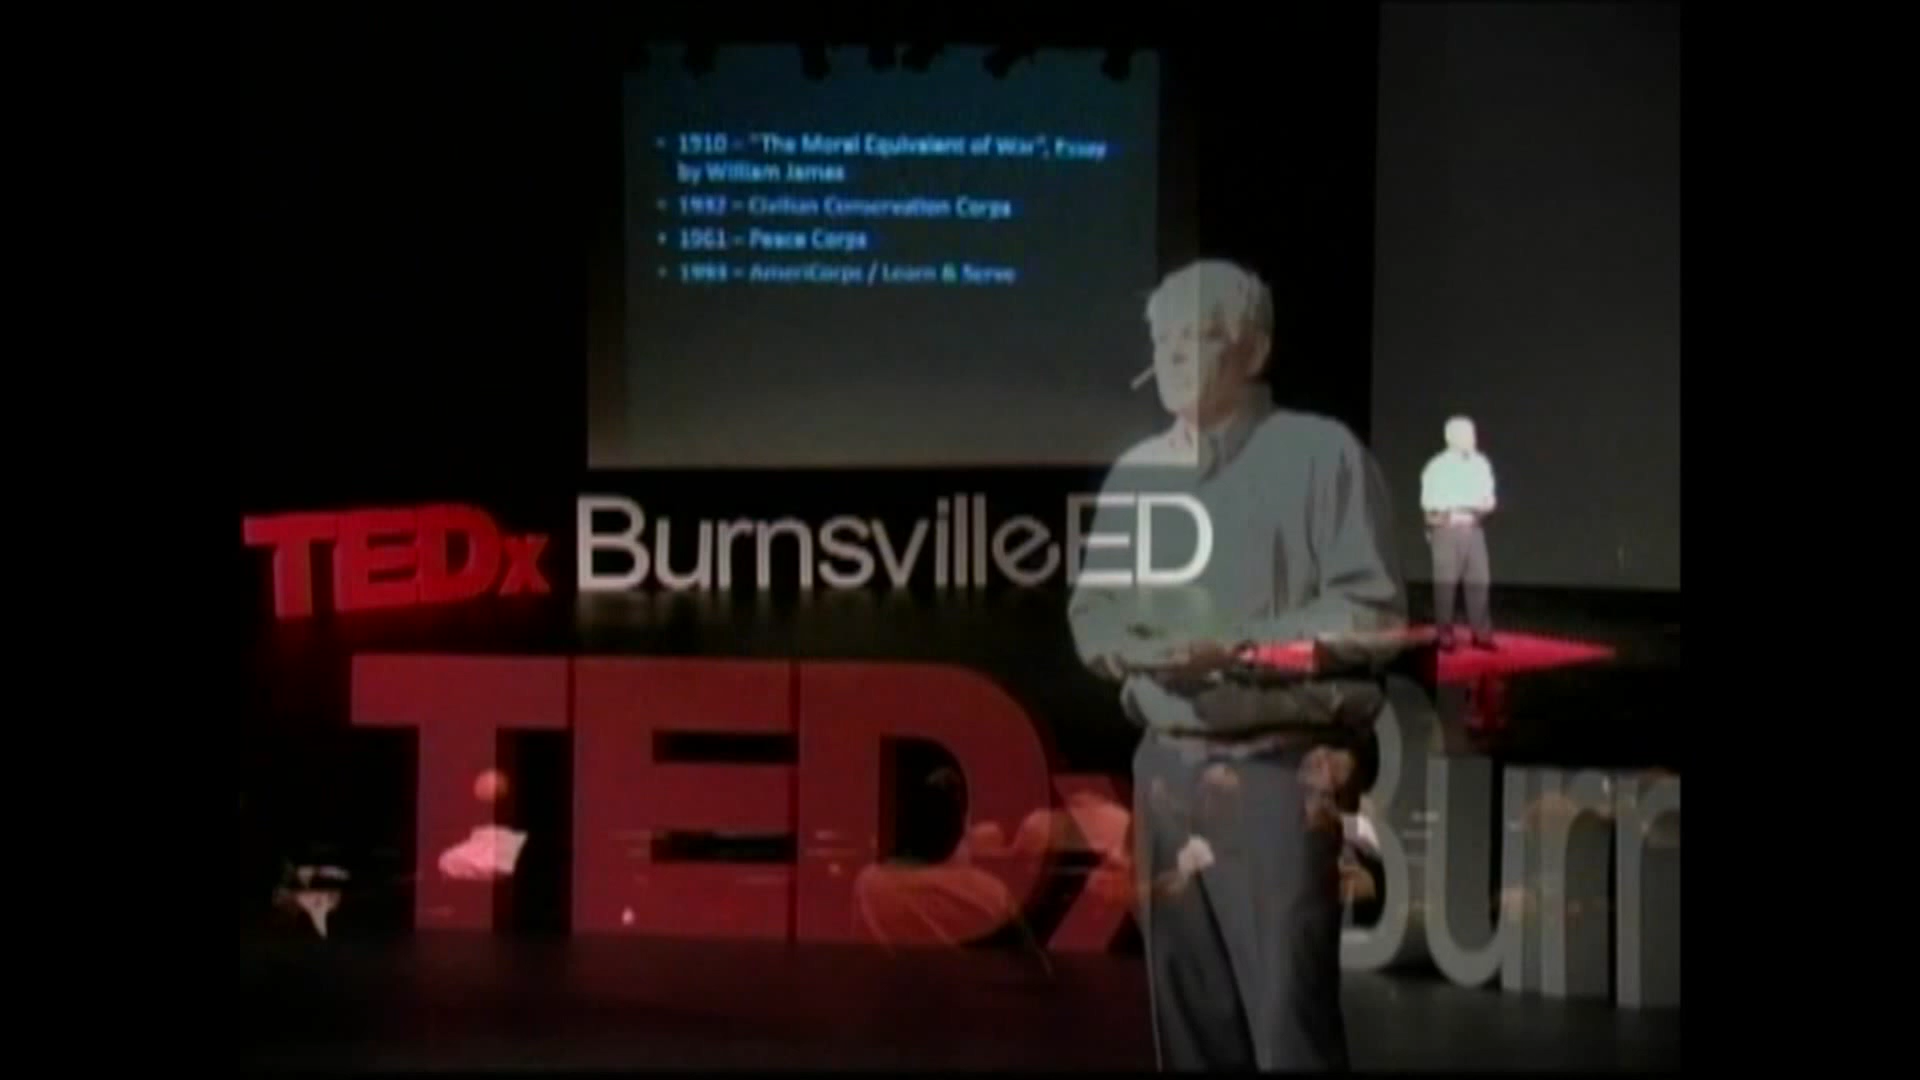 • 1910 – "The Moral Equivalent of War", Essay
by William James
• 1932 – Civilian Conservation Corps
• 1961 – Peace Corps
• 1993 – AmeriCorps / Learn & Serve
TEDx BurnsvilleED
TEDx Burn